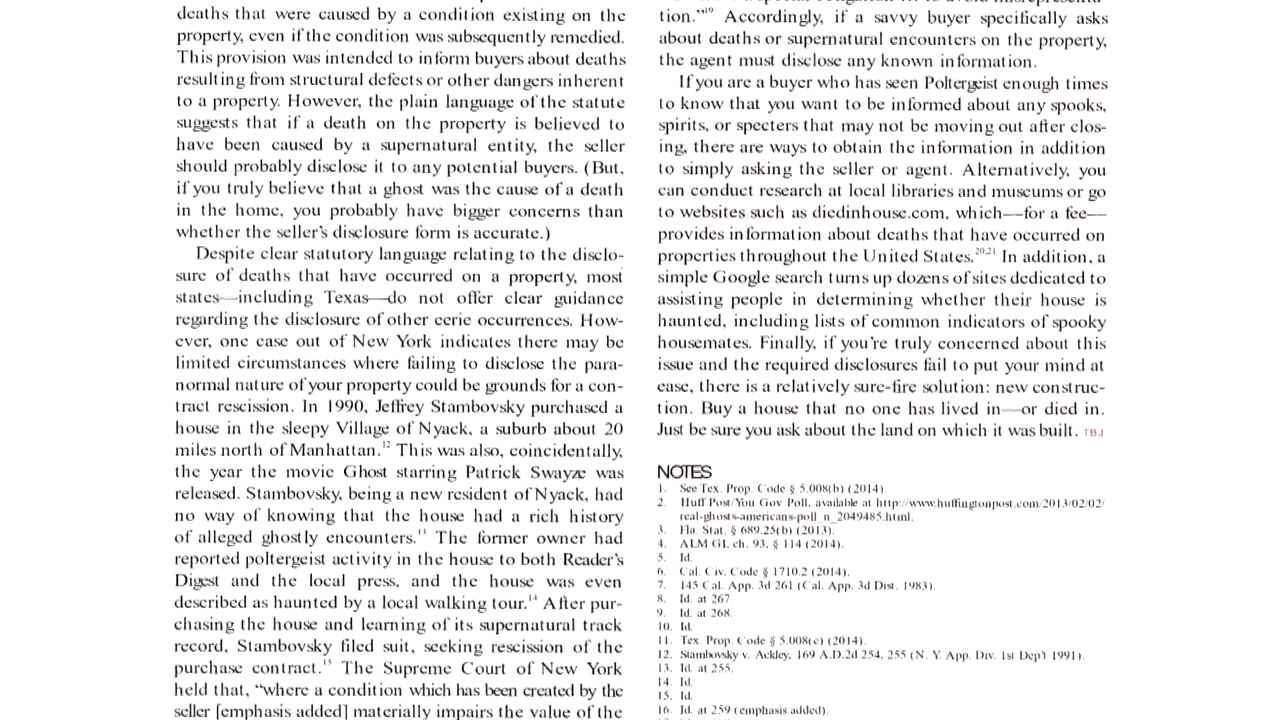 deaths that were caused by a condition existing on the
property, even if the condition was subsequently remedied.
This provision was intended to inform buyers about deaths
resulting from structural defects or other dangers inherent
to a property. However, the plain language of the statute
suggests that if a death on the property is believed to
have been caused by a supernatural entity, the seller
should probably disclose it to any potential buyers. (But,
if you truly believe that a ghost was the cause of a death
in the home, you probably have bigger concerns than
whether the seller's disclosure form is accurate.)
Despite clear statutory language relating to the disclo-
sure of deaths that have occurred on a property, most
states—including Texas—do not offer clear guidance
regarding the disclosure of other eerie occurrences. How-
ever, one case out of New York indicates there may be
limited circumstances where failing to disclose the para-
normal nature of your property could be grounds for a con-
tract rescission. In 1990, Jeffrey Stambovsky purchased a
house in the sleepy Village of Nyack, a suburb about 20
miles north of Manhattan.12 This was also, coincidentally,
the year the movie Ghost starring Patrick Swayze was
released. Stambovsky, being a new resident of Nyack, had
no way of knowing that the house had a rich history
of alleged ghostly encounters.13 The former owner had
reported poltergeist activity in the house to both Reader's
Digest and the local press, and the house was even
described as haunted by a local walking tour.14 After pur-
chasing the house and learning of its supernatural track
record, Stambovsky filed suit, seeking rescission of the
purchase contract.15 The Supreme Court of New York
held that, "where a condition which has been created by the
seller [emphasis added] materially impairs the value of the
tion."19 Accordingly, if a savvy buyer specifically asks
about deaths or supernatural encounters on the property,
the agent must disclose any known information.
If you are a buyer who has seen Poltergeist enough times
to know that you want to be informed about any spooks,
spirits, or specters that may not be moving out after clos-
ing, there are ways to obtain the information in addition
to simply asking the seller or agent. Alternatively, you
can conduct research at local libraries and museums or go
to websites such as diedinhouse.com, which—for a fee—
provides information about deaths that have occurred on
properties throughout the United States.20,21 In addition, a
simple Google search turns up dozens of sites dedicated to
assisting people in determining whether their house is
haunted, including lists of common indicators of spooky
housemates. Finally, if you're truly concerned about this
issue and the required disclosures fail to put your mind at
ease, there is a relatively sure-fire solution: new construc-
tion. Buy a house that no one has lived in—or died in.
Just be sure you ask about the land on which it was built. TBJ
NOTES
1. See Tex. Prop. Code § 5.008(b) (2014).
2. Huff Post/You Gov Poll, available at http://www.huffingtonpost.com/2013/02/02/
real-ghosts-americans-poll_n_2049485.html.
3. Fla. Stat. § 689.25(b) (2013).
4. ALM GL ch. 93, § 114 (2014).
5. Id.
6. Cal. Civ. Code § 1710.2 (2014).
7. 145 Cal. App. 3d 261 (Cal. App. 3d Dist. 1983).
8. Id. at 267
9. Id. at 268.
10. Id.
11. Tex. Prop. Code § 5.008(c) (2014).
12. Stambovsky v. Ackley, 169 A.D.2d 254, 255 (N. Y. App. Div. 1st Dep't 1991).
13. Id. at 255.
14. Id.
15. Id.
16. Id. at 259 (emphasis added).